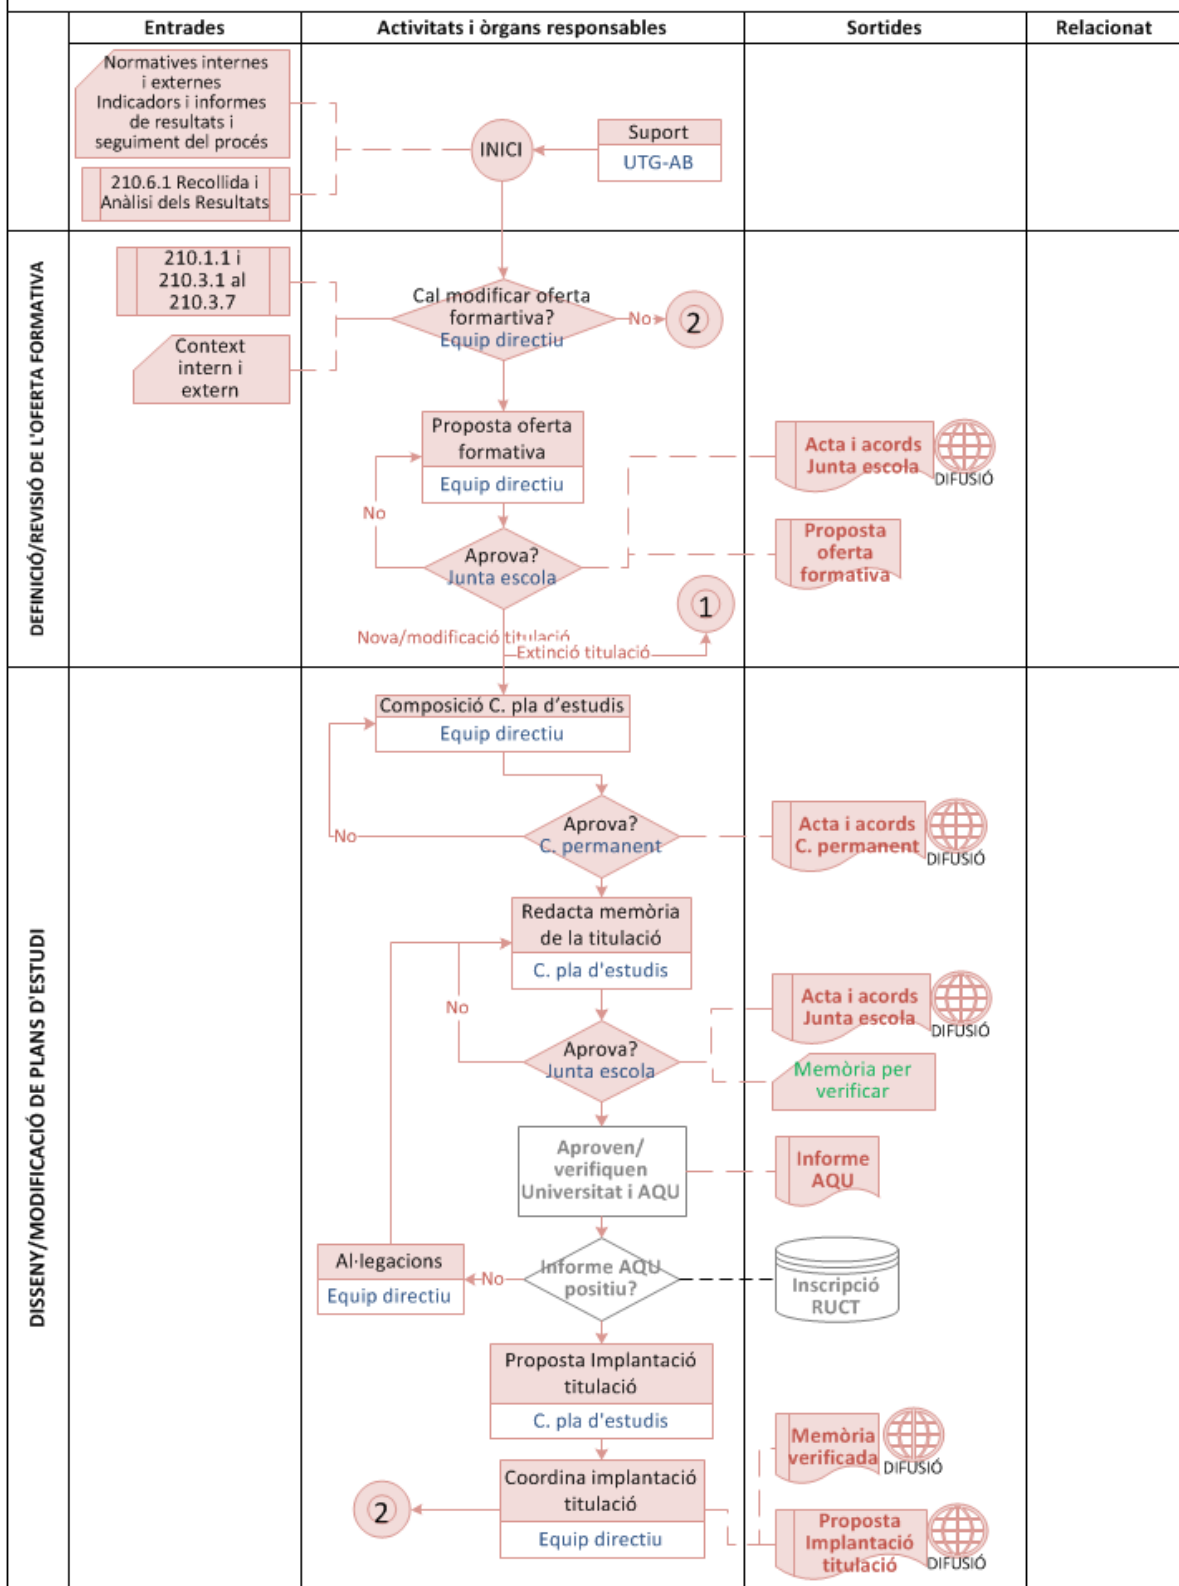 Entrades
Activitats i òrgans responsables
Sortides
Relacionat
Normatives internes
i externes
Indicadors i informes
de resultats i
seguiment del procés
INICI
Suport
UTG-AB
210.6.1 Recollida i
Anàlisi dels Resultats
DEFINICIÓ/REVISIÓ DE L'OFERTA FORMATIVA
210.1.1 i
210.3.1 al
210.3.7
Cal modificar oferta
formartiva?
Equip directiu
No
2
Context
intern i
extern
Proposta oferta
formativa
Equip directiu
Acta i acords
Junta escola
DIFUSIÓ
No
Aprova?
Junta escola
Proposta
oferta
formativa
1
Nova/modificació titulació
Extinció titulació
DISSENY/MODIFICACIÓ DE PLANS D'ESTUDI
Composició C. pla d’estudis
Equip directiu
No
Aprova?
C. permanent
Acta i acords
C. permanent
DIFUSIÓ
Redacta memòria
de la titulació
C. pla d'estudis
No
Acta i acords
Junta escola
DIFUSIÓ
Aprova?
Junta escola
Memòria per
verificar
Aproven/
verifiquen
Universitat i AQU
Informe
AQU
Al·legacions
Equip directiu
No
Informe AQU
positiu?
Inscripció
RUCT
Proposta Implantació
titulació
C. pla d'estudis
Memòria
verificada
DIFUSIÓ
Coordina implantació
titulació
Equip directiu
2
Proposta
Implantació
titulació
DIFUSIÓ